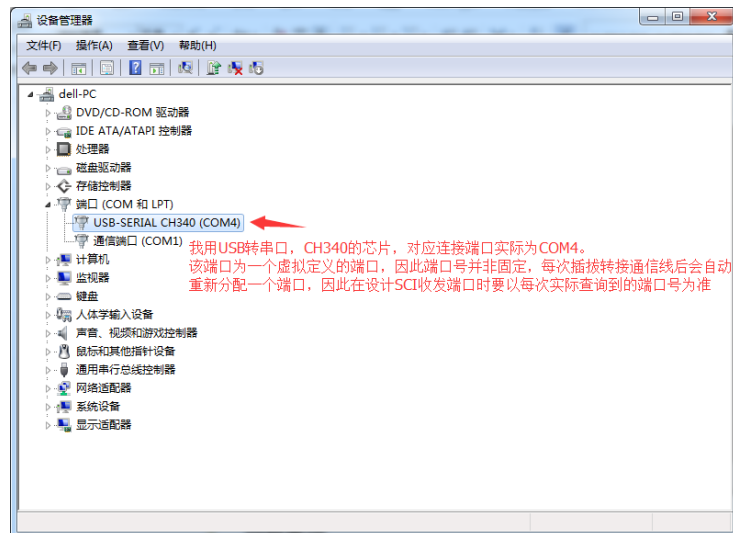 设备管理器
文件(F) 操作(A) 查看(V) 帮助(H)
dell-PC
DVD/CD-ROM 驱动器
IDE ATA/ATAPI 控制器
处理器
磁盘驱动器
存储控制器
端口 (COM 和 LPT)
USB-SERIAL CH340 (COM4)
通信端口 (COM1)
我用USB转串口，CH340的芯片，对应连接端口实际为COM4。
该端口为一个虚拟定义的端口，因此端口号并非固定，每次插拔转接通信线后会自动
重新分配一个端口，因此在设计SCI收发端口时要以每次实际查询到的端口号为准
计算机
监视器
键盘
人体学输入设备
声音、视频和游戏控制器
鼠标和其他指针设备
通用串行总线控制器
网络适配器
系统设备
显示适配器